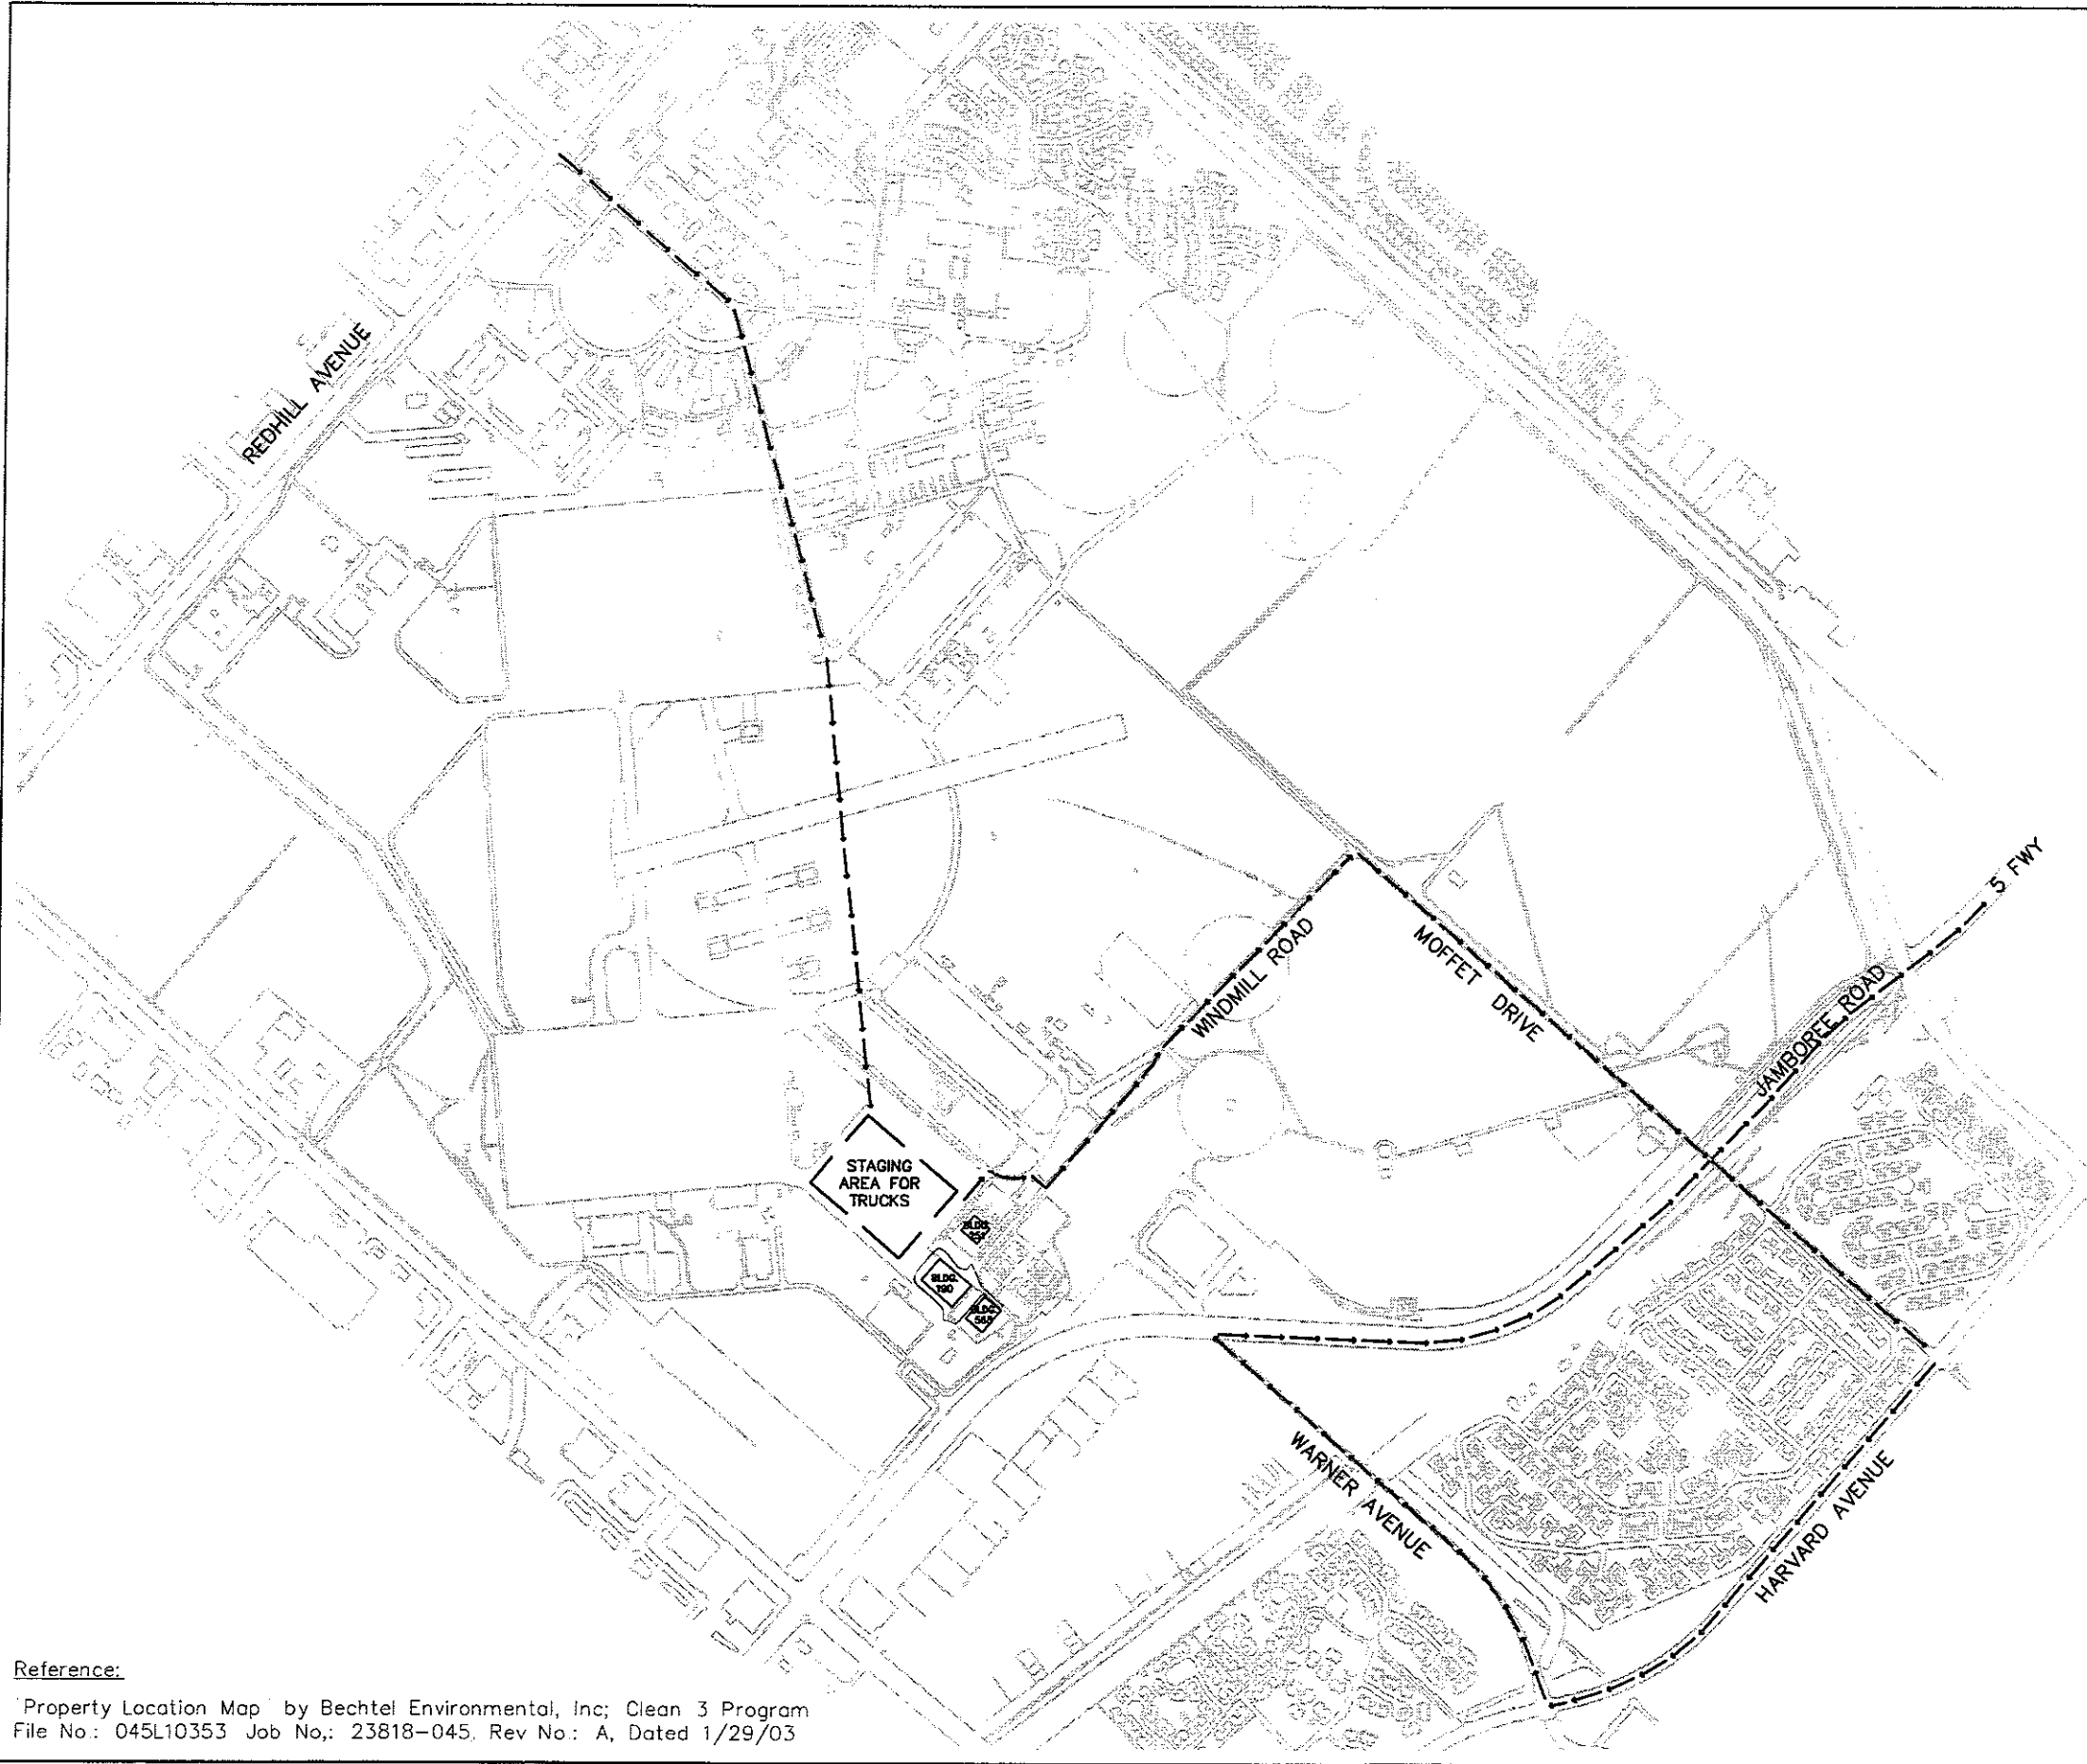 REDHILL AVENUE
5 FWY
WINDMILL ROAD
MOFFET DRIVE
JAMBOREE ROAD
STAGING
AREA FOR
TRUCKS
BLDG.
BLDG.
190
BLDG.
WARNER AVENUE
HARVARD AVENUE
Reference:
'Property Location Map' by Bechtel Environmental, Inc; Clean 3 Program
File No.: 045L10353 Job No,: 23818-045, Rev No.: A, Dated 1/29/03